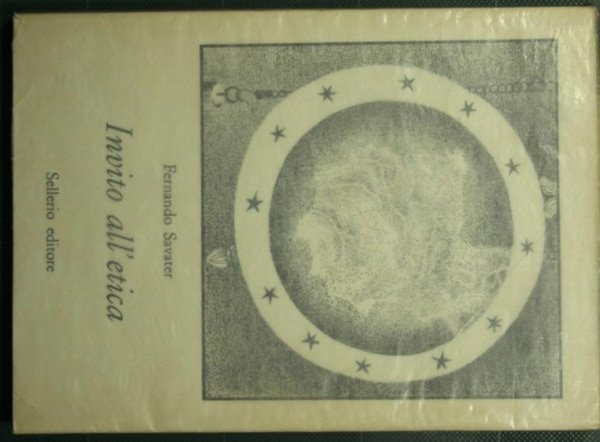 Fernando Savater
Invito all'etica
Sellerio editore